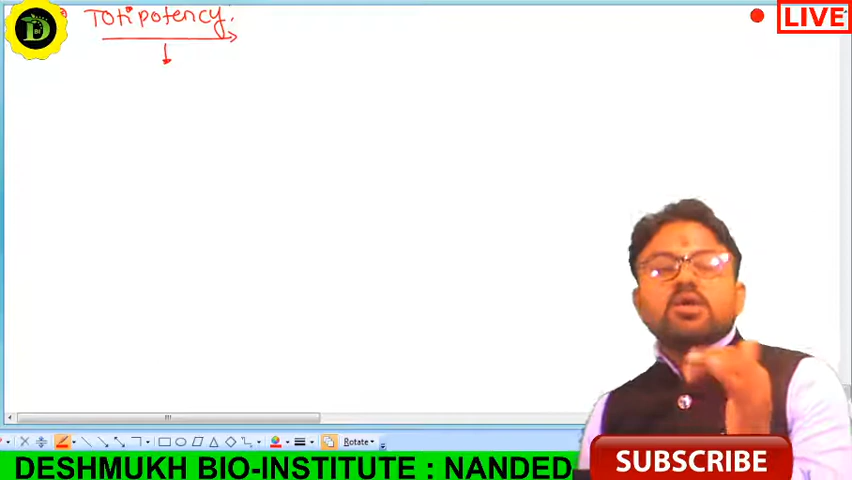 Totipotency.
D
LIVE
Rotate
DESHMUKH BIO-INSTITUTE : NANDED
SUBSCRIBE